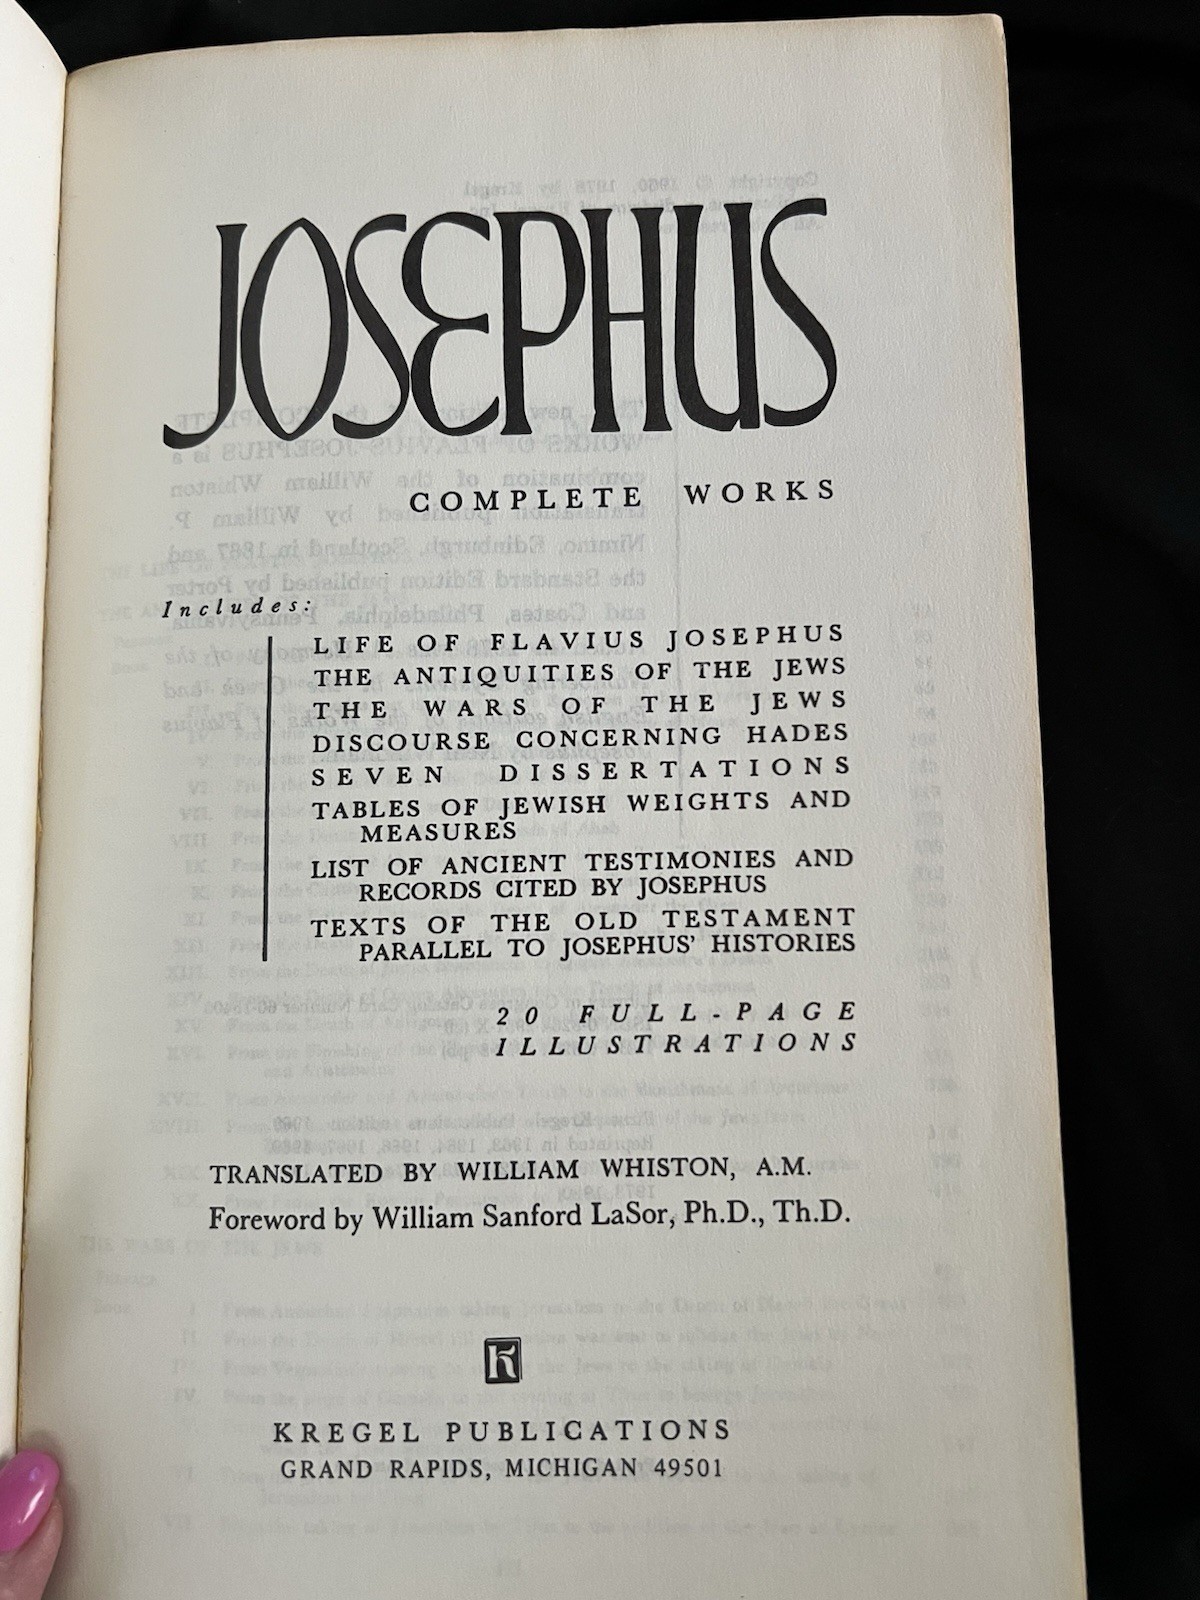 JOSEPHUS
COMPLETE WORKS
Includes:
LIFE OF FLAVIUS JOSEPHUS
THE ANTIQUITIES OF THE JEWS
THE WARS OF THE JEWS
DISCOURSE CONCERNING HADES
SEVEN DISSERTATIONS
TABLES OF JEWISH WEIGHTS AND
MEASURES
LIST OF ANCIENT TESTIMONIES AND
RECORDS CITED BY JOSEPHUS
TEXTS OF THE OLD TESTAMENT
PARALLEL TO JOSEPHUS' HISTORIES
20 FULL-PAGE
ILLUSTRATIONS
TRANSLATED BY WILLIAM WHISTON, A.M.
Foreword by William Sanford LaSor, Ph.D., Th.D.
K
KREGEL PUBLICATIONS
GRAND RAPIDS, MICHIGAN 49501